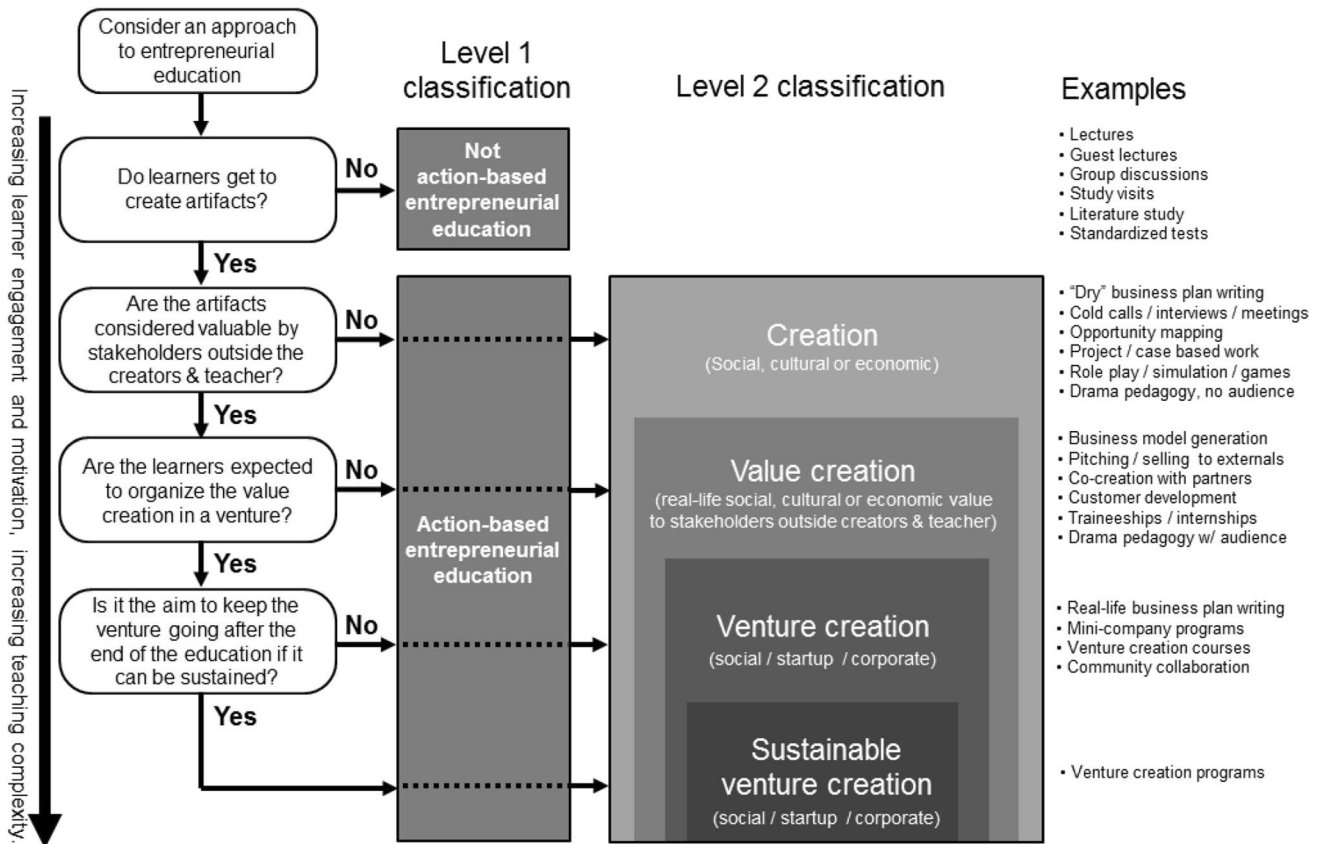 Consider an approach
to entrepreneurial
education
Level 1
classification
Level 2 classification
Examples
Increasing learner engagement and motivation, increasing teaching complexity.
Do learners get to
create artifacts?
No
Not
action-based
entrepreneurial
education
• Lectures
• Guest lectures
• Group discussions
• Study visits
• Literature study
• Standardized tests
Yes
Are the artifacts
considered valuable by
stakeholders outside the
creators & teacher?
No
Creation
(Social, cultural or economic)
• “Dry” business plan writing
• Cold calls / interviews / meetings
• Opportunity mapping
• Project / case based work
• Role play / simulation / games
• Drama pedagogy, no audience
Yes
Are the learners expected
to organize the value
creation in a venture?
No
Action-based
entrepreneurial
education
Value creation
(real-life social, cultural or economic value
to stakeholders outside creators & teacher)
• Business model generation
• Pitching / selling to externals
• Co-creation with partners
• Customer development
• Traineeships / internships
• Drama pedagogy w/ audience
Yes
Is it the aim to keep the
venture going after the
end of the education if it
can be sustained?
No
Venture creation
(social / startup / corporate)
• Real-life business plan writing
• Mini-company programs
• Venture creation courses
• Community collaboration
Yes
Sustainable
venture creation
(social / startup / corporate)
• Venture creation programs